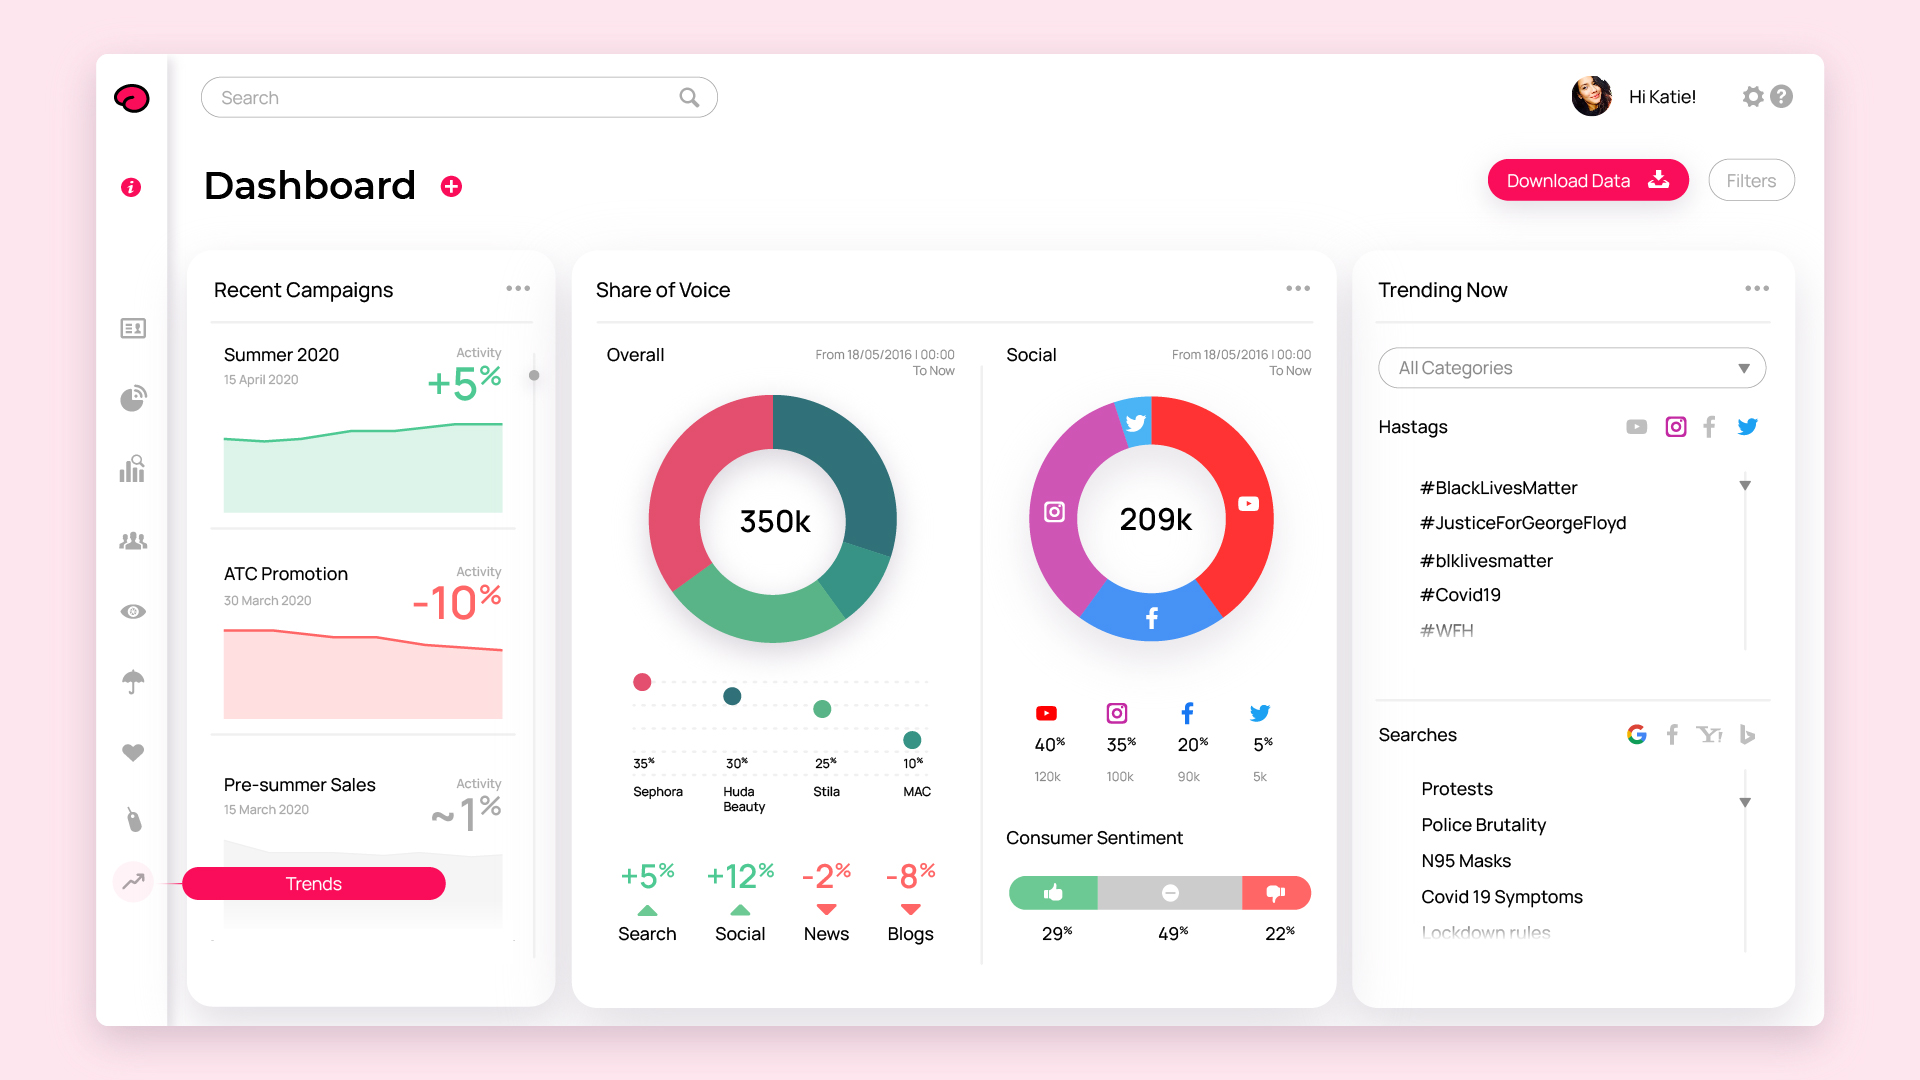 Search
Hi Katie!
Dashboard
Download Data
Filters
Recent Campaigns
Summer 2020
15 April 2020
Activity
+5%
ATC Promotion
30 March 2020
Activity
-10%
Pre-summer Sales
15 March 2020
Activity
~1%
Trends
Share of Voice
Overall
From 18/05/2016 | 00:00
To Now
350k
35% 30% 25% 10%
Sephora Huda Stila MAC
Beauty
+5% +12% -2% -8%
Search Social News Blogs
Social
From 18/05/2016 | 00:00
To Now
209k
40% 35% 20% 5%
120k 100k 90k 5k
Consumer Sentiment
29% 49% 22%
Trending Now
All Categories
Hastags
#BlackLivesMatter
#JusticeForGeorgeFloyd
#blklivesmatter
#Covid19
#WFH
Searches
Protests
Police Brutality
N95 Masks
Covid 19 Symptoms
Lockdown rules